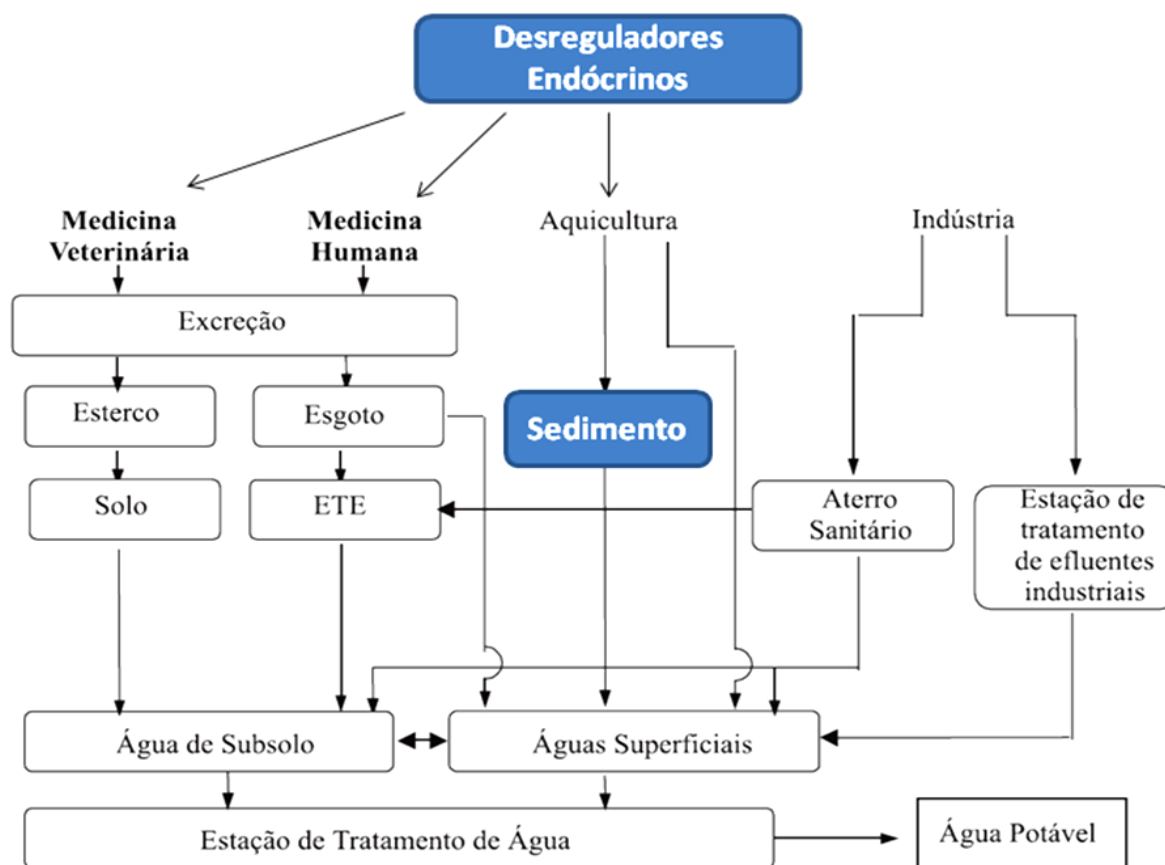 Desreguladores
Endócrinos
Medicina
Veterinária
Medicina
Humana
Aquicultura
Indústria
Excreção
Esterco
Esgoto
Sedimento
Solo
ETE
Aterro
Sanitário
Estação de
tratamento
de efluentes
industriais
Água de Subsolo
Águas Superficiais
Estação de Tratamento de Água
Água Potável